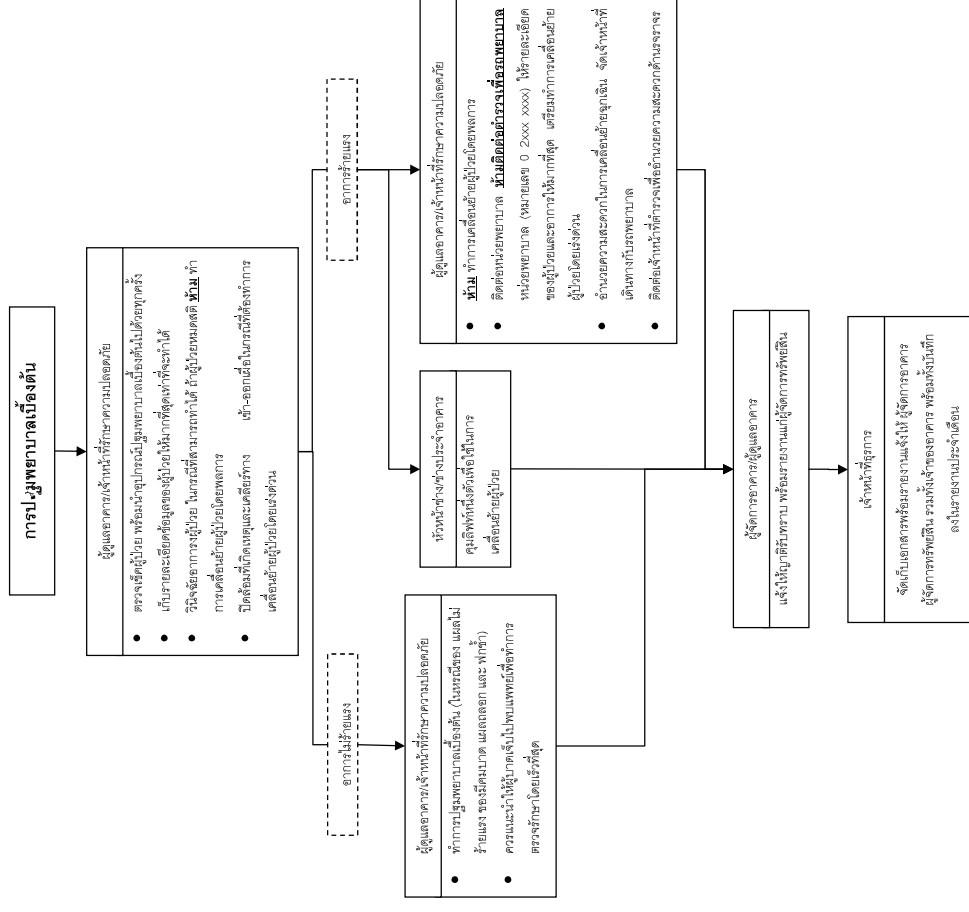 การปฐมพยาบาลเบื้องต้น
ผู้ดูแลอาคาร/เจ้าหน้าที่รักษาความปลอดภัย
ตรวจเช็คผู้ป่วย พร้อมนำอุปกรณ์ปฐมพยาบาลเบื้องต้นไปด้วยทุกครั้ง
เก็บรายละเอียดข้อมูลของผู้ป่วยให้มากที่สุดเท่าที่จะทำได้
วินิจฉัยอาการงผู้ป่วย ในกรณีที่สามารถทำได้ ถ้าผู้ป่วยหมดสติ ห้าม ทำ
การเคลื่อนย้ายผู้ป่วยโดยพลการ
ปิดล้อมที่เกิดเหตุและเคลียร์ทาง เข้า-ออกเผื่อในกรณีที่ต้องทำการ
เคลื่อนย้ายผู้ป่วยโดยเร่งด่วน
อาการไม่ร้ายแรง
อาการร้ายแรง
ผู้ดูแลอาคาร/เจ้าหน้าที่รักษาความปลอดภัย
ทำการปฐมพยาบาลเบื้องต้น (ในหรณีของ แผลไม่
ร้ายแรง ของมีคมบาด แผลถลอก และ ฟกช้ำ)
ควรแนะนำให้ผู้บาดเจ็บไปพบแพทย์เพื่อทำการ
ตรวจรักษาโดยเร็วที่สุด
หัวหน้าช่าง/ช่างประจำอาคาร
คุมลิฟท์หนึ่งตัวเพื่อใช้ในการ
เคลื่อนย้ายผู้ป่วย
ผู้ดูแลอาคาร/เจ้าหน้าที่รักษาความปลอดภัย
ห้าม ทำการเคลื่อนย้ายผู้ป่วยโดยพลการ
ติดต่อหน่วยพยาบาล ห้ามติดต่อตำรวจเพื่อรถพยาบาล
หน่วยพยาบาล (หมายเลข 0 2xxx xxxx) ให้รายละเอียด
ของผู้ป่วยและอาการให้มากที่สุด เตรียมทำการเคลื่อนย้าย
ผู้ป่วยโดยเร่งด่วน
อำนวยความสะดวกในการเคลื่อนย้ายฉุกเฉิน จัดเจ้าหน้าที่
เดินทางกับรถพยาบาล
ติดต่อเจ้าหน้าที่ตำรวจเพื่ออำนวยความสะดวกด้านรจราจร
ผู้จัดการอาคาร/ผู้ดูแลอาคาร
แจ้งให้ญาติรับทราบ พร้อมรายงานแก่ผู้จัดการทรัพย์สิน
เจ้าหน้าที่ธุรการ
จัดเก็บเอกสารพร้อมรายงานแจ้งให้ ผู้จัดการอาคาร
ผู้จัดการทรัพย์สิน รวมทั้งเจ้าของอาคาร พร้อมทั้งบันทึก
ลงในรายงานประจำเดือน